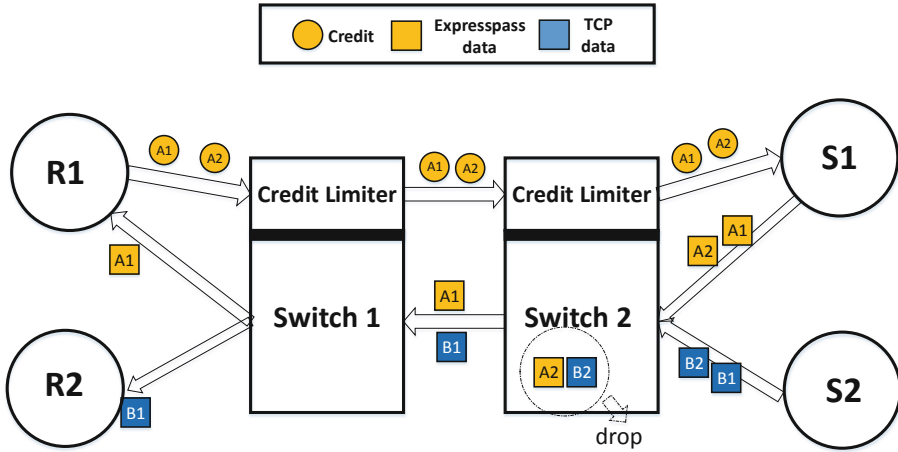 Credit
Expresspass
data
TCP
data
R1
A1
A2
Credit Limiter
A1
A2
Credit Limiter
A1
A2
S1
A1
A1
A2
A1
Switch 1
Switch 2
B1
A2
B2
B2
B1
R2
B1
S2
drop